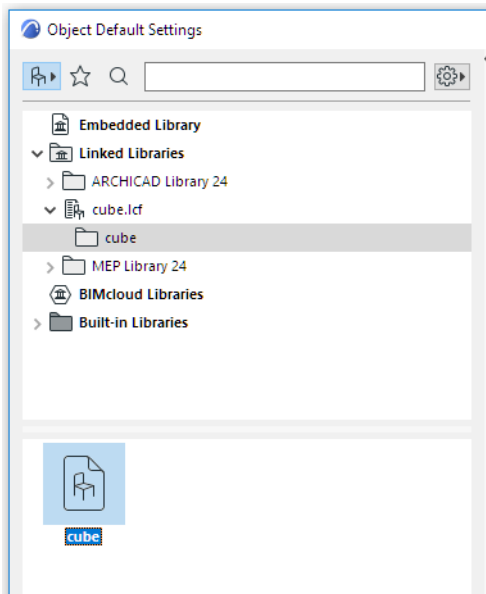 Object Default Settings
Embedded Library
Linked Libraries
ARCHICAD Library 24
cube.lcf
cube
MEP Library 24
BIMcloud Libraries
Built-in Libraries
cube